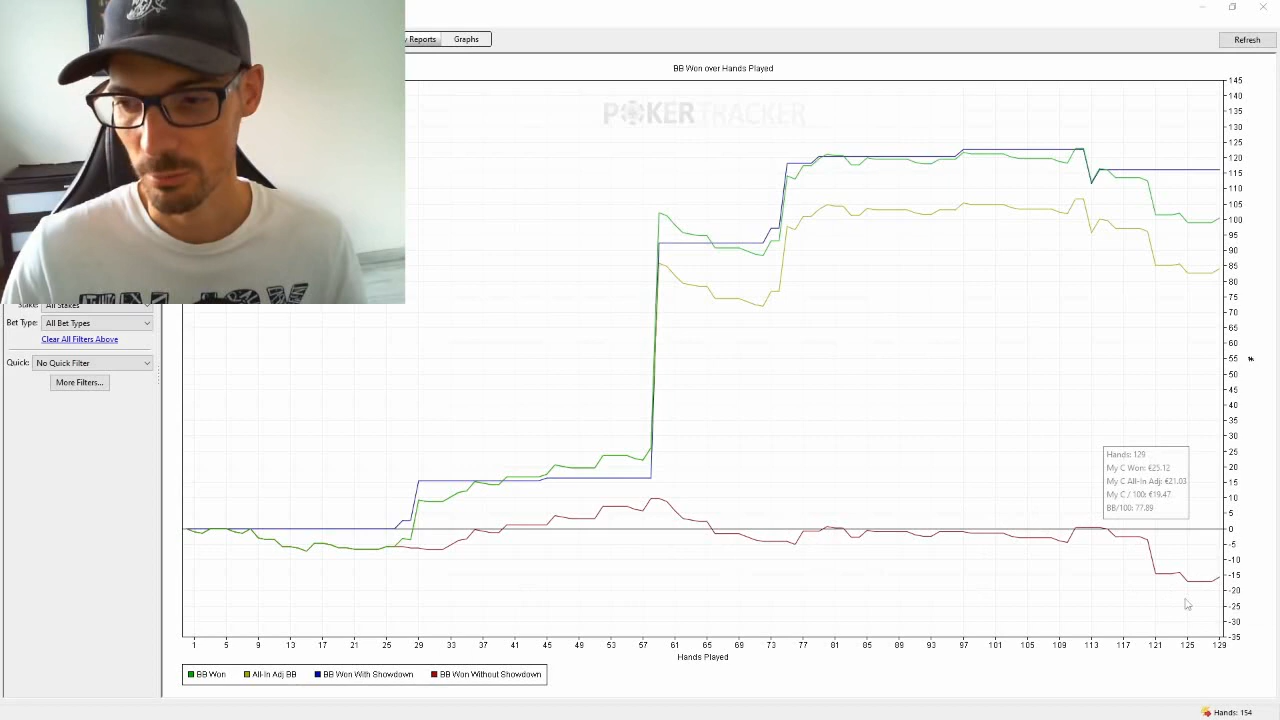 Reports
Graphs
Refresh
BB Won over Hands Played
POKERTRACKER
145
140
135
130
125
120
115
110
105
100
95
90
85
80
75
70
65
60
55
50
45
40
35
30
25
20
15
10
5
0
-5
-10
-15
-20
-25
-30
-35
All Stakes
Bet Type: All Bet Types
Clear All Filters Above
Quick: No Quick Filter
More Filters...
Hands: 129
My C Won: €25.12
My C All-In Adj: €21.03
My C / 100: €19.47
BB/100: 77.89
1 5 9 13 17 21 25 29 33 37 41 45 49 53 57 61 65 69 73 77 81 85 89 93 97 101 105 109 113 117 121 125 129
Hands Played
BB Won All-In Adj BB BB Won With Showdown BB Won Without Showdown
Hands: 154